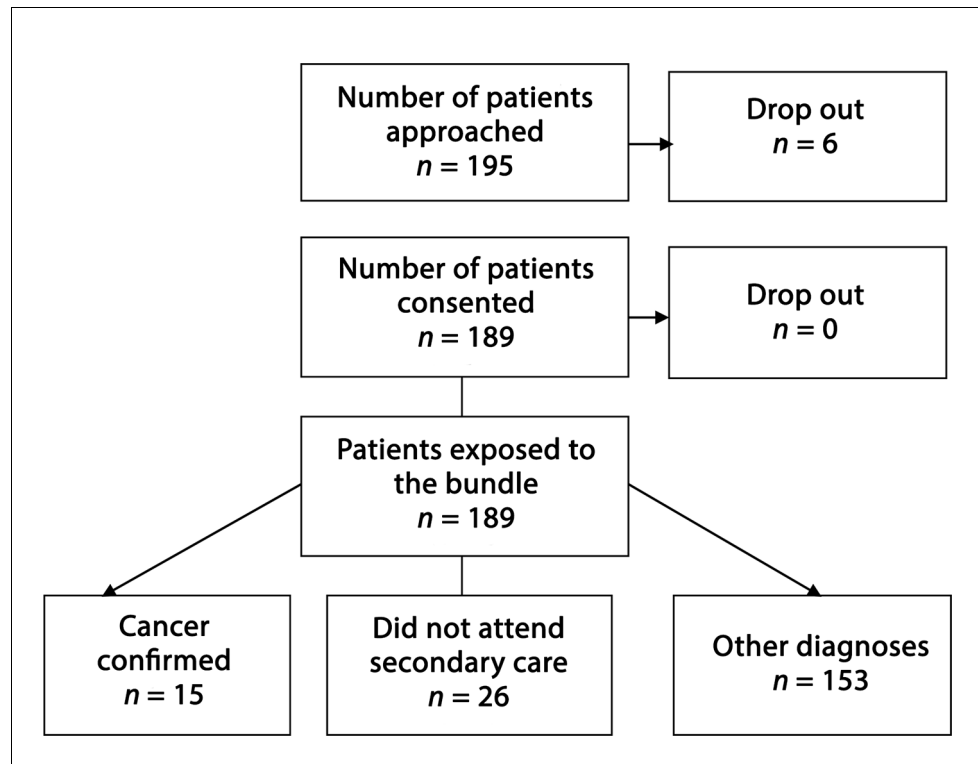 Number of patients
approached
n = 195
Drop out
n = 6
Number of patients
consented
n = 189
Drop out
n = 0
Patients exposed to
the bundle
n = 189
Cancer
confirmed
n = 15
Did not attend
secondary care
n = 26
Other diagnoses
n = 153